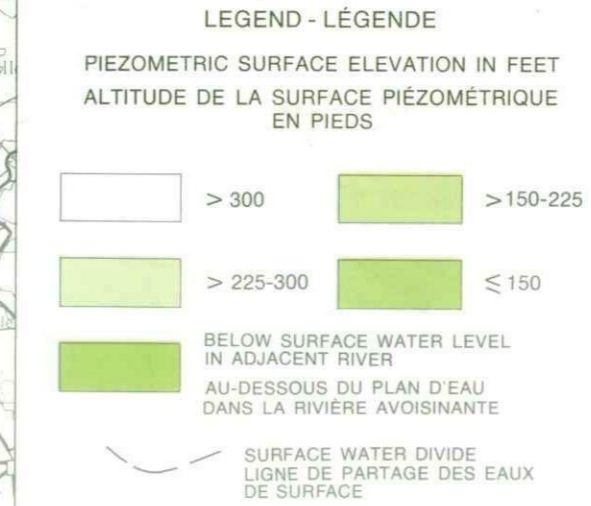 LEGEND - LÉGENDE
PIEZOMETRIC SURFACE ELEVATION IN FEET
ALTITUDE DE LA SURFACE PIÉZOMÉTRIQUE
EN PIEDS
> 300
>150-225
> 225-300
≤ 150
BELOW SURFACE WATER LEVEL
IN ADJACENT RIVER
AU-DESSOUS DU PLAN D'EAU
DANS LA RIVIÈRE AVOISINANTE
SURFACE WATER DIVIDE
LIGNE DE PARTAGE DES EAUX
DE SURFACE